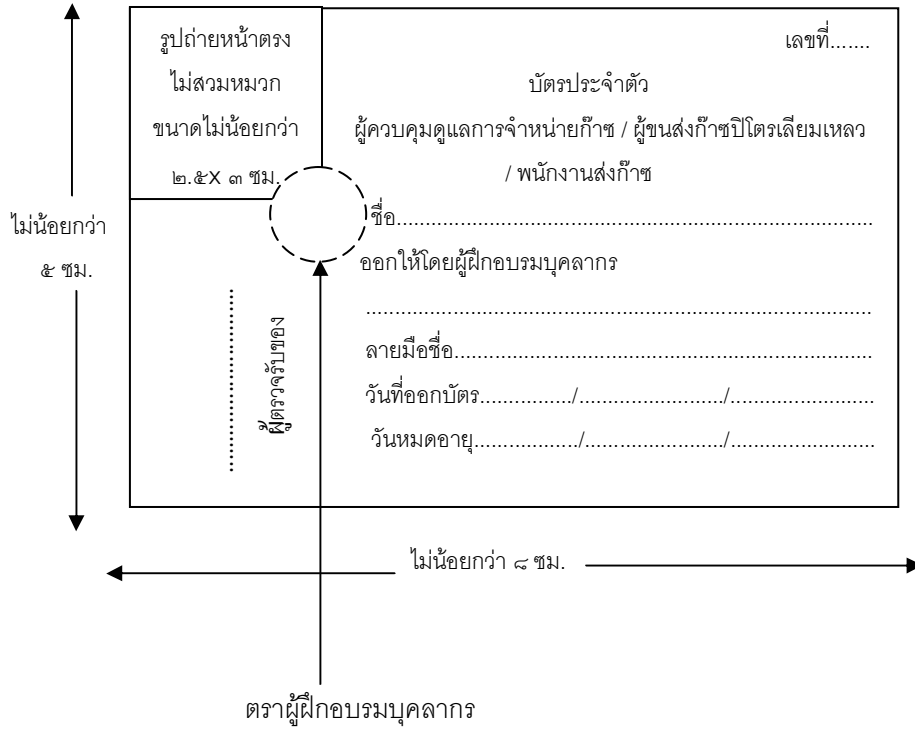 รูปถ่ายหน้าตรง
ไม่สวมหมวก
ขนาดไม่น้อยกว่า
๒.๕X ๓ ซม.
เลขที่.......
บัตรประจำตัว
ผู้ควบคุมดูแลการจำหน่ายก๊าซ / ผู้ขนส่งก๊าซปิโตรเลียมเหลว
/ พนักงานส่งก๊าซ
ชื่อ................................................................................
ออกให้โดยผู้ฝึกอบรมบุคลากร
.....................................................................................
ลายมือชื่อ......................................................................
วันที่ออกบัตร................/........................./........................
วันหมดอายุ................../......................../.........................
ผู้ตรวจรับของ
..................................
ไม่น้อยกว่า
๕ ซม.
ไม่น้อยกว่า ๘ ซม.
ตราผู้ฝึกอบรมบุคลากร